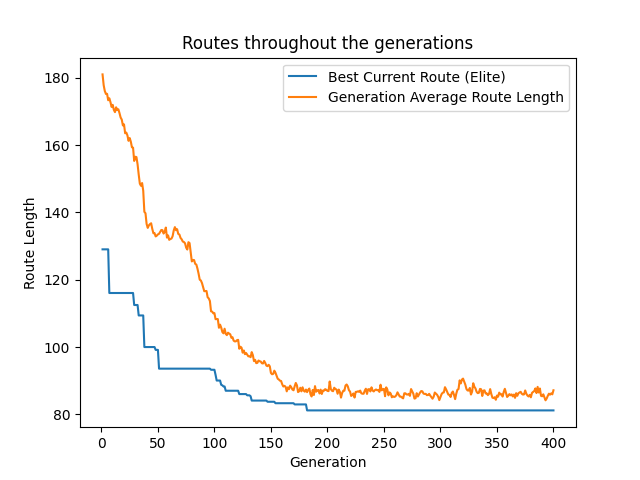 Routes throughout the generations
Best Current Route (Elite)
Generation Average Route Length
Route Length
180
160
140
120
100
80
0 50 100 150 200 250 300 350 400
Generation